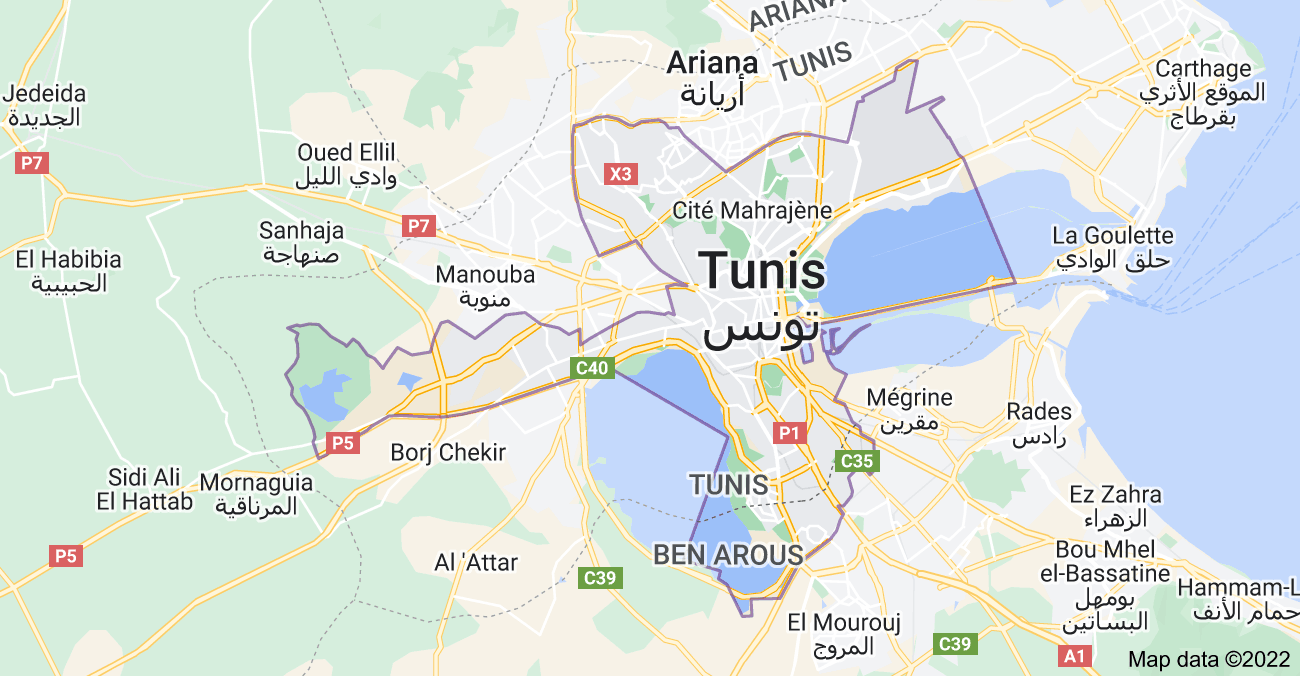 ARIANA
TUNIS
Ariana
أريانة
Carthage
الموقع الأثري
بقرطاج
Jedeida
الجديدة
P7
Oued Ellil
وادي الليل
X3
Cité Mahrajène
P7
Sanhaja
صنهاجة
La Goulette
حلق الوادي
El Habibia
الحبيبية
Manouba
منوبة
Tunis
تونس
C40
Mégrine
مقرين
Rades
رادس
P5
P1
Borj Chekir
C35
Sidi Ali
El Hattab
Mornaguia
المرناقية
TUNIS
Ez Zahra
الزهراء
P5
BEN AROUS
Bou Mhel
el-Bassatine
بومهل
البساتين
Al 'Attar
C39
Hammam-L
حمام الأنف
El Mourouj
المروج
C39
A1
Map data ©2022